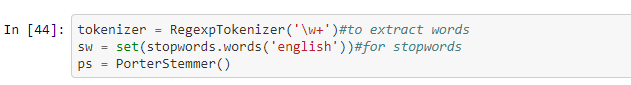 In [44]: tokenizer = RegexpTokenizer('\w+')#to extract words
sw = set(stopwords.words('english'))#for stopwords
ps = PorterStemmer()